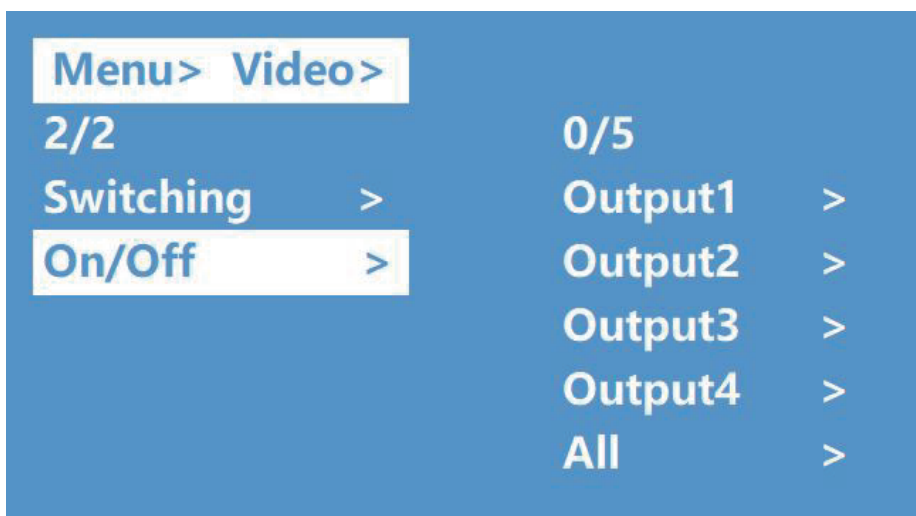 Menu> Video>
2/2
Switching >
On/Off >
0/5
Output1 >
Output2 >
Output3 >
Output4 >
All >